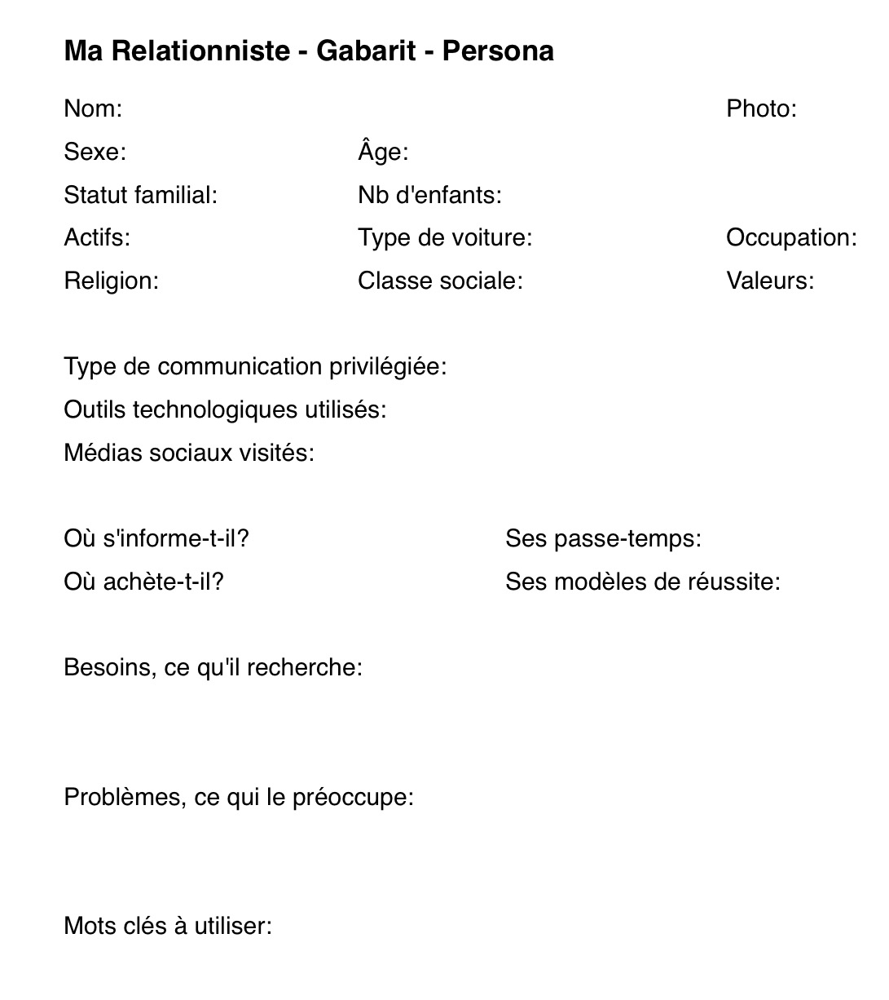 Ma Relationniste - Gabarit - Persona
Nom: Photo:
Sexe: Âge:
Statut familial: Nb d'enfants:
Actifs: Type de voiture: Occupation:
Religion: Classe sociale: Valeurs:
Type de communication privilégiée:
Outils technologiques utilisés:
Médias sociaux visités:
Où s'informe-t-il? Ses passe-temps:
Où achète-t-il? Ses modèles de réussite:
Besoins, ce qu'il recherche:
Problèmes, ce qui le préoccupe:
Mots clés à utiliser: